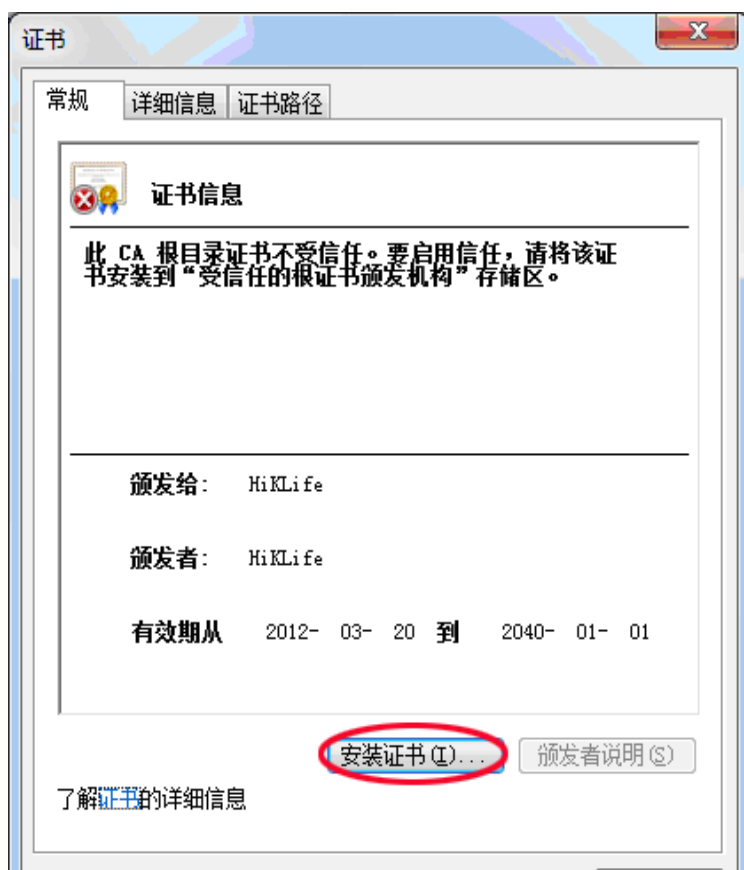 证书
常规 详细信息 证书路径
证书信息
此 CA 根目录证书不受信任。要启用信任，请将该证
书安装到“受信任的根证书颁发机构”存储区。
颁发给： HiKLife
颁发者： HiKLife
有效期从 2012- 03- 20 到 2040- 01- 01
安装证书(I)... 颁发者说明(S)
了解证书的详细信息